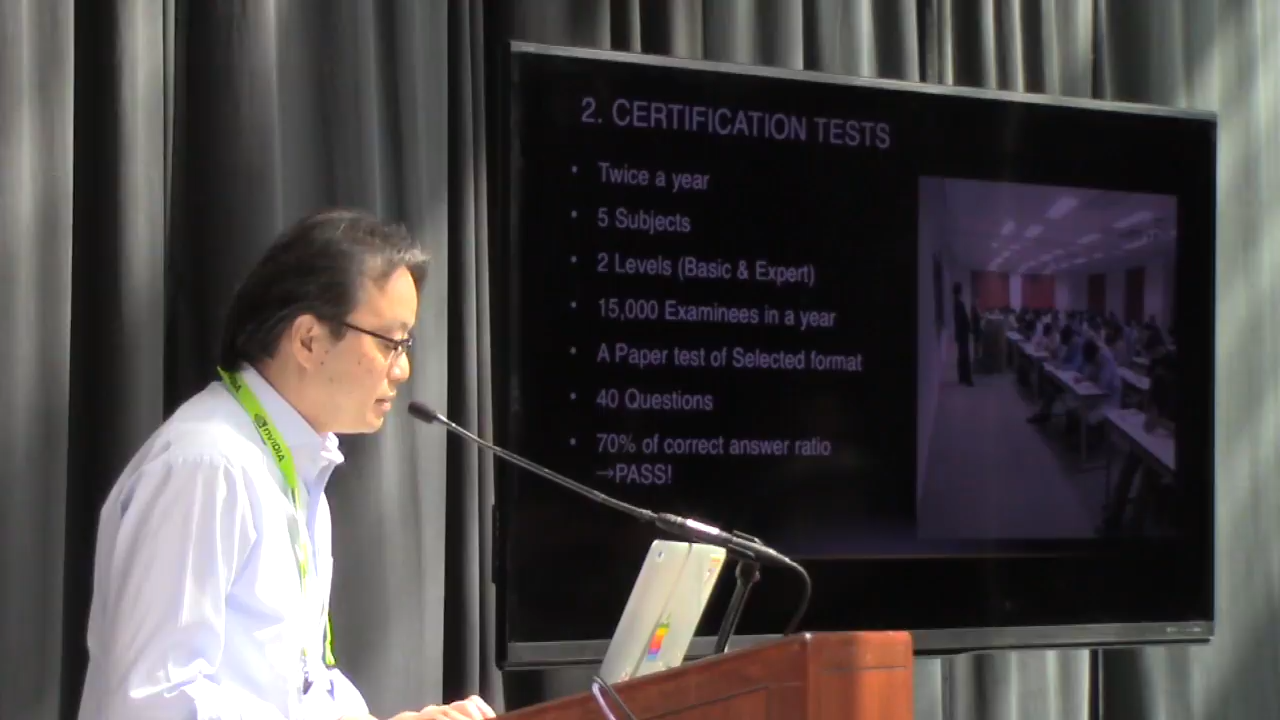 2. CERTIFICATION TESTS
• Twice a year
• 5 Subjects
• 2 Levels (Basic & Expert)
• 15,000 Examinees in a year
• A Paper test of Selected format
• 40 Questions
• 70% of correct answer ratio
→PASS!
nVIDIA